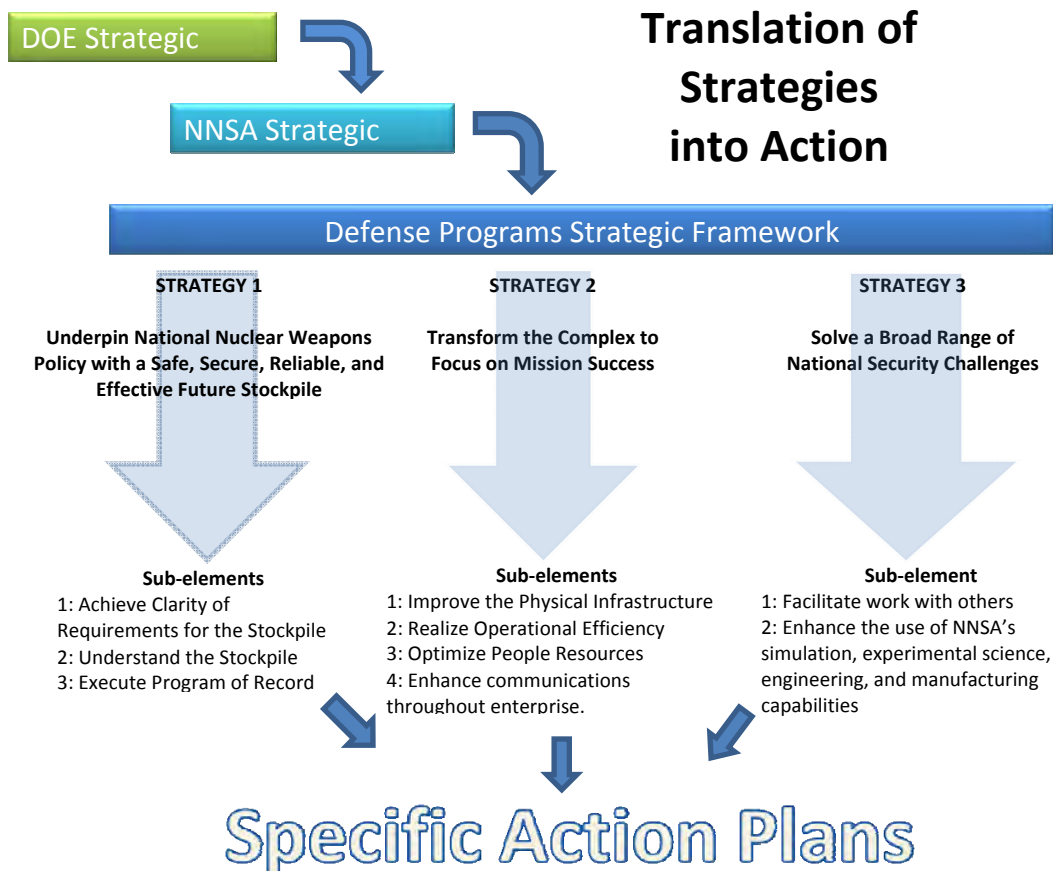 Translation of
Strategies
into Action
DOE Strategic
NNSA Strategic
Defense Programs Strategic Framework
STRATEGY 1
Underpin National Nuclear Weapons
Policy with a Safe, Secure, Reliable, and
Effective Future Stockpile
STRATEGY 2
Transform the Complex to
Focus on Mission Success
STRATEGY 3
Solve a Broad Range of
National Security Challenges
Sub-elements
1: Achieve Clarity of
Requirements for the Stockpile
2: Understand the Stockpile
3: Execute Program of Record
Sub-elements
1: Improve the Physical Infrastructure
2: Realize Operational Efficiency
3: Optimize People Resources
4: Enhance communications
throughout enterprise.
Sub-element
1: Facilitate work with others
2: Enhance the use of NNSA's
simulation, experimental science,
engineering, and manufacturing
capabilities
Specific Action Plans